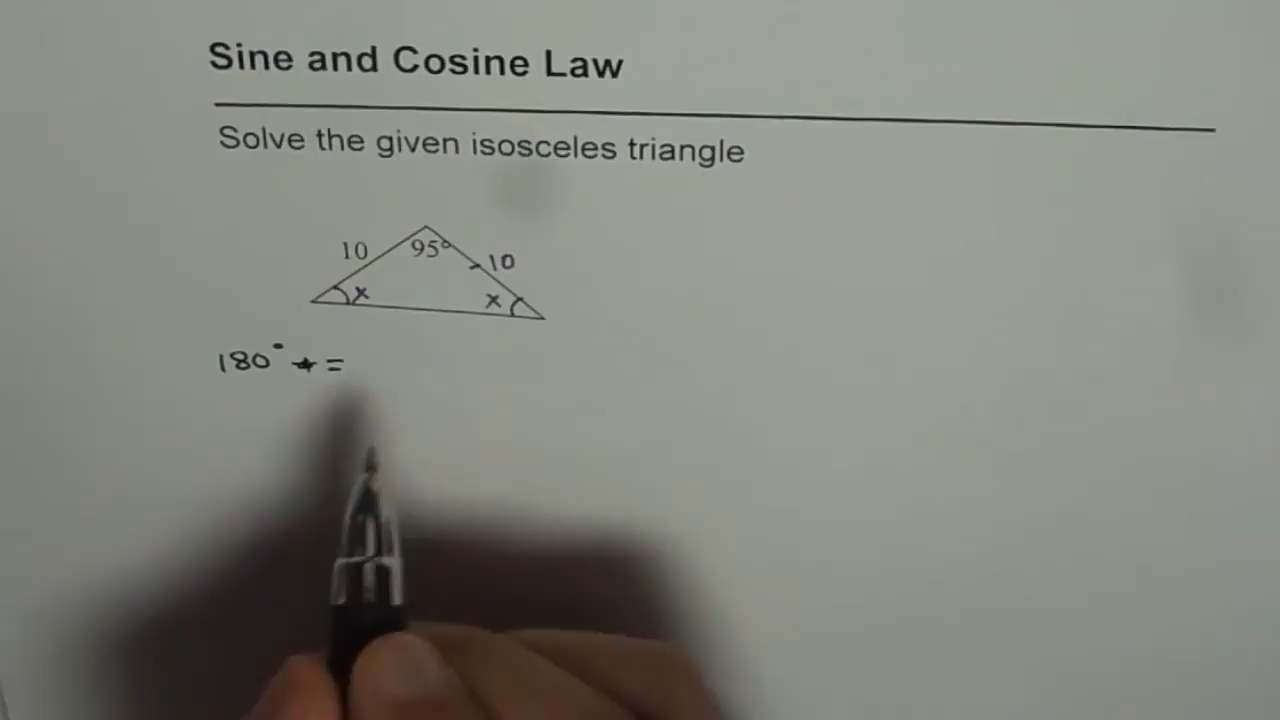 Sine and Cosine Law
Solve the given isosceles triangle
10 95° 10
x x
180° =